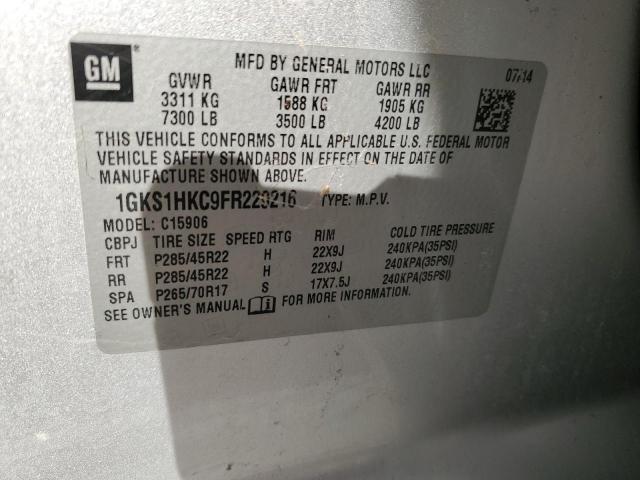 GM
MFD BY GENERAL MOTORS LLC 07/14
GVWR GAWR FRT GAWR RR
3311 KG 1588 KG 1905 KG
7300 LB 3500 LB 4200 LB
THIS VEHICLE CONFORMS TO ALL APPLICABLE U.S. FEDERAL MOTOR
VEHICLE SAFETY STANDARDS IN EFFECT ON THE DATE OF
MANUFACTURE SHOWN ABOVE.
TYPE: M.P.V.
MODEL: C15906
CBPJ TIRE SIZE SPEED RTG RIM COLD TIRE PRESSURE
FRT P285/45R22 H 22X9J 240KPA(35PSI)
RR P285/45R22 H 22X9J 240KPA(35PSI)
SPA P265/70R17 S 17X7.5J 240KPA(35PSI)
SEE OWNER'S MANUAL FOR MORE INFORMATION.